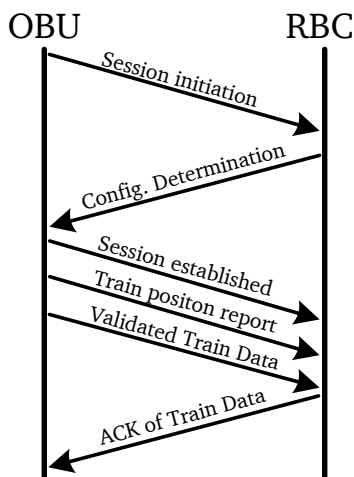 OBU
RBC
Session initiation
Config. Determination
Session established
Train positon report
Validated Train Data
ACK of Train Data